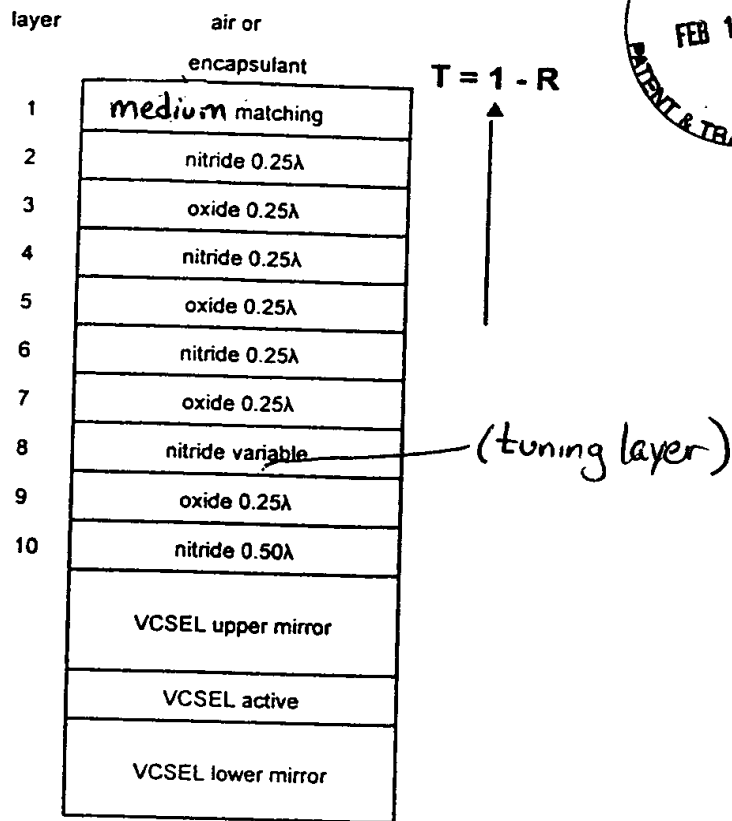 layer
air or
encapsulant
T = 1 - R
FEB 1
PATENT & TRA
1 medium matching
2 nitride 0.25λ
3 oxide 0.25λ
4 nitride 0.25λ
5 oxide 0.25λ
6 nitride 0.25λ
7 oxide 0.25λ
8 nitride variable (tuning layer)
9 oxide 0.25λ
10 nitride 0.50λ
VCSEL upper mirror
VCSEL active
VCSEL lower mirror